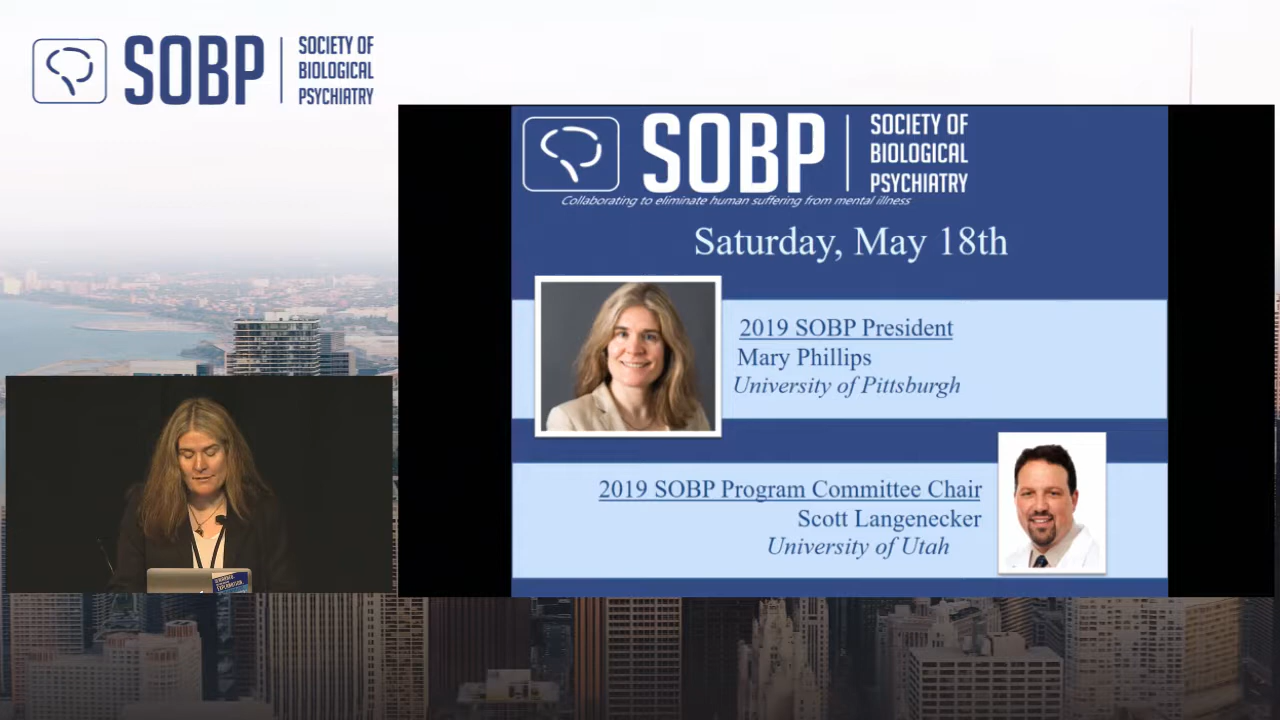 SOBP
SOCIETY OF
BIOLOGICAL
PSYCHIATRY
SOBP
SOCIETY OF
BIOLOGICAL
PSYCHIATRY
Collaborating to eliminate human suffering from mental illness
Saturday, May 18th
2019 SOBP President
Mary Phillips
University of Pittsburgh
2019 SOBP Program Committee Chair
Scott Langenecker
University of Utah